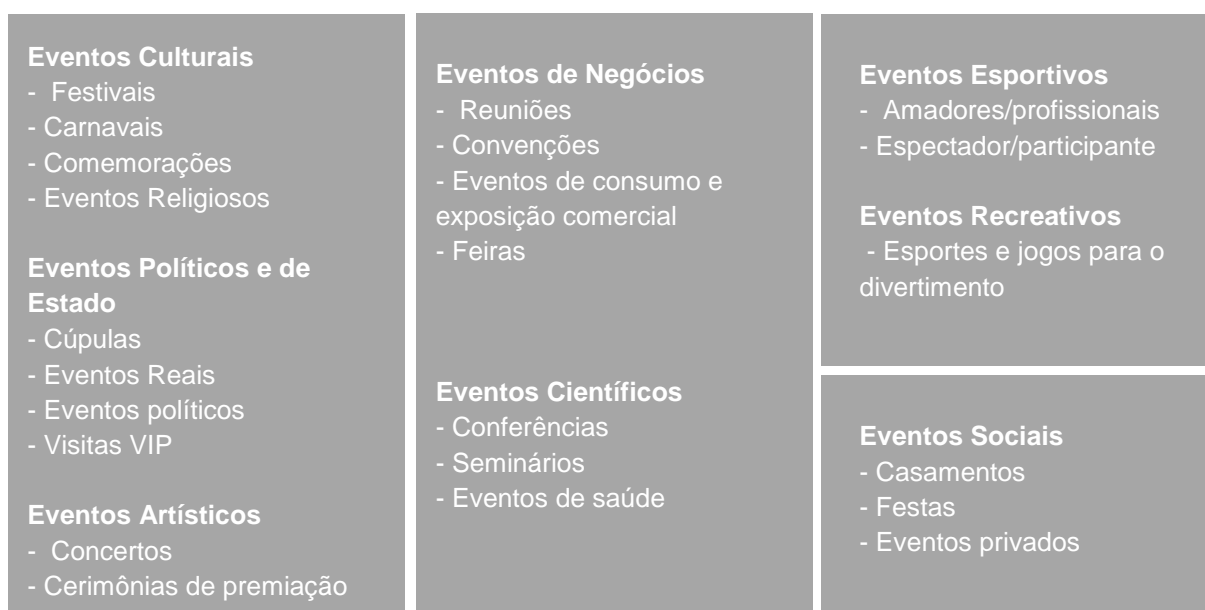 Eventos Culturais
-  Festivais
- Carnavais
- Comemorações
- Eventos Religiosos
Eventos Políticos e de
Estado
- Cúpulas
- Eventos Reais
- Eventos políticos
- Visitas VIP
Eventos Artísticos
-  Concertos
- Cerimônias de premiação
Eventos de Negócios
-  Reuniões
- Convenções
- Eventos de consumo e
exposição comercial
- Feiras
Eventos Científicos
- Conferências
- Seminários
- Eventos de saúde
Eventos Esportivos
-  Amadores/profissionais
- Espectador/participante
Eventos Recreativos
- Esportes e jogos para o
divertimento
Eventos Sociais
- Casamentos
- Festas
- Eventos privados